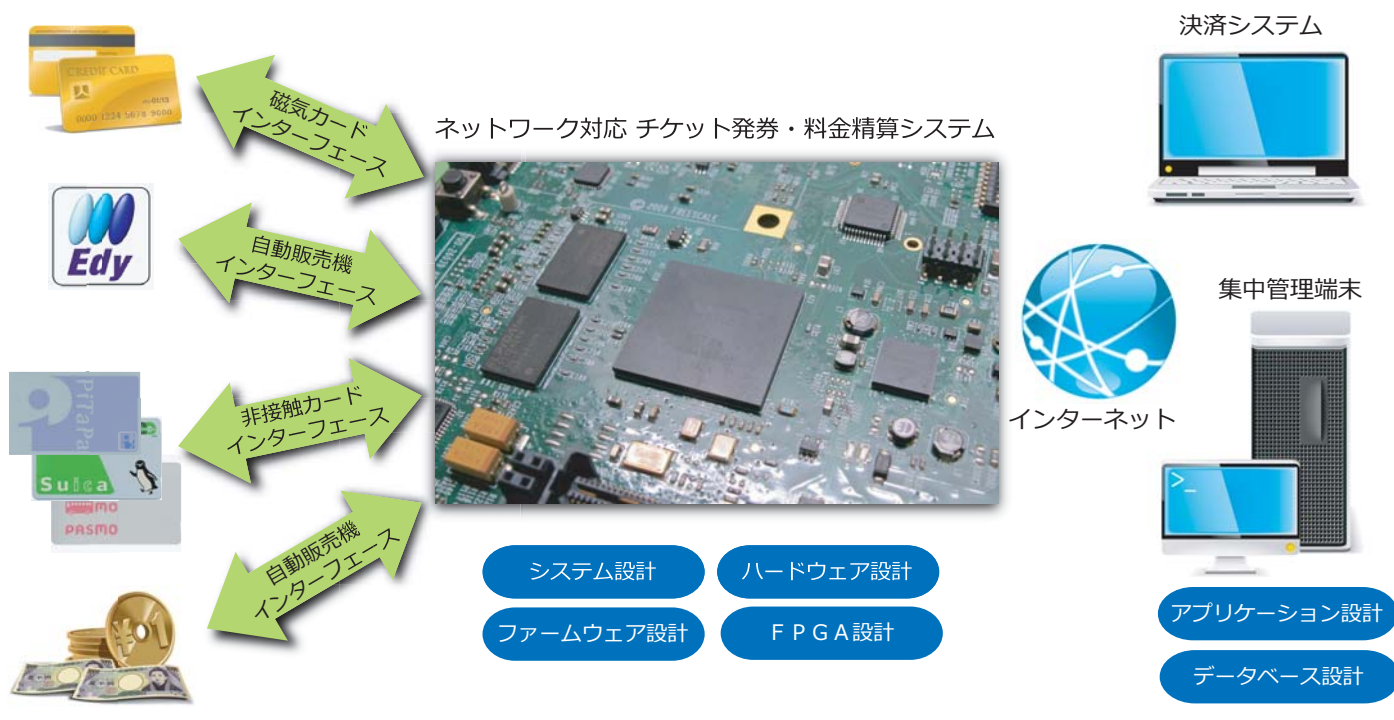 決済システム
CREDIT CARD
磁気カード
インターフェース
ネットワーク対応 チケット発券・料金精算システム
© 2009 FREESCALE
Edy
自動販売機
インターフェース
集中管理端末
PiTaPa
非接触カード
インターフェース
インターネット
Suica
MO
PASMO
>_
自動販売機
インターフェース
システム設計
ハードウェア設計
ファームウェア設計
ＦＰＧＡ設計
アプリケーション設計
データベース設計
¥
1